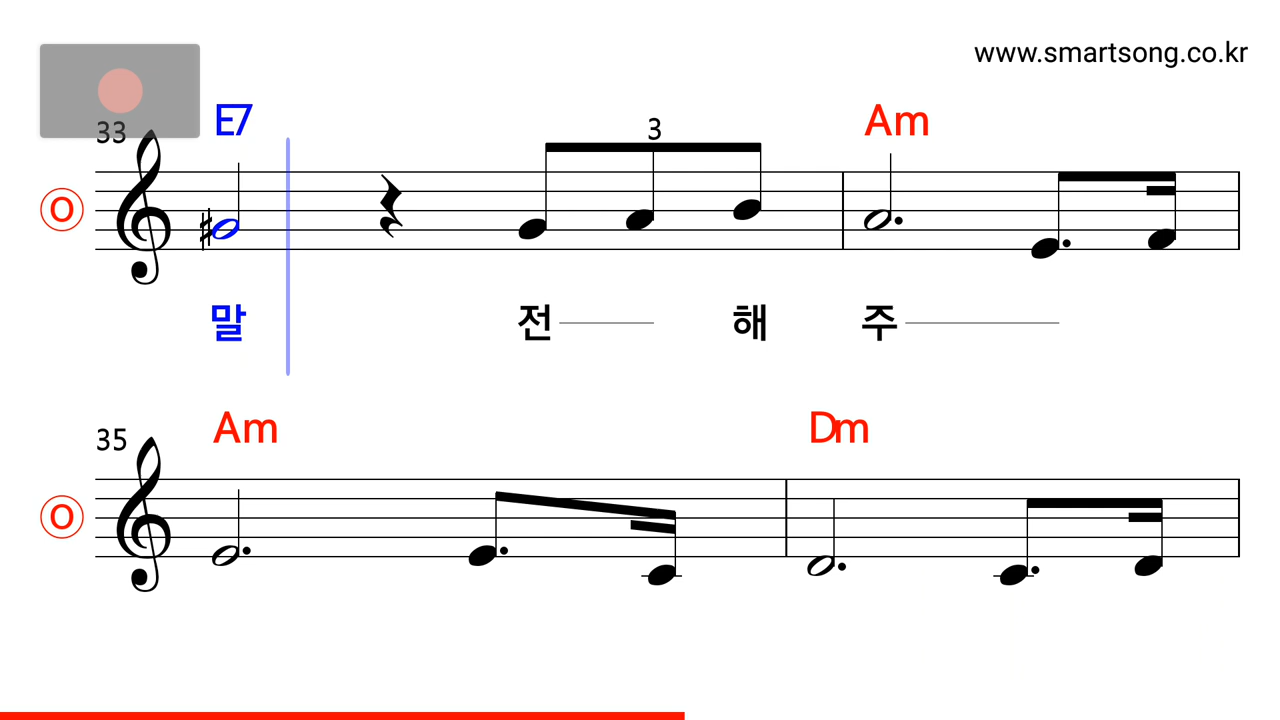 www.smartsong.co.kr
33 E7 3 Am
O
말 전 해 주
35 Am Dm
O